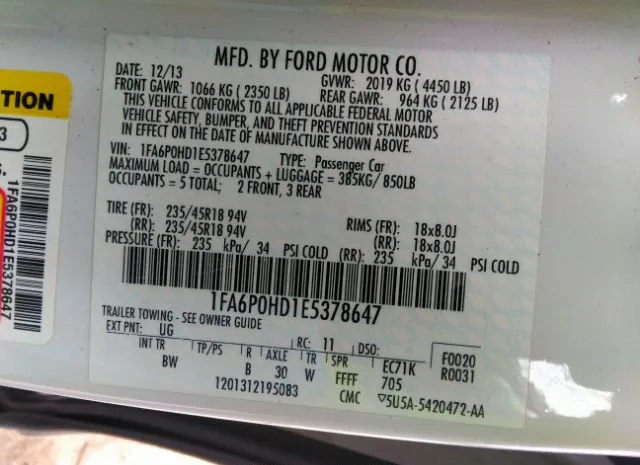 MFD. BY FORD MOTOR CO.
DATE: 12/13 GVWR: 2019 KG ( 4450 LB)
FRONT GAWR: 1066 KG ( 2350 LB) REAR GAWR: 964 KG ( 2125 LB)
THIS VEHICLE CONFORMS TO ALL APPLICABLE FEDERAL MOTOR
VEHICLE SAFETY, BUMPER, AND THEFT PREVENTION STANDARDS
IN EFFECT ON THE DATE OF MANUFACTURE SHOWN ABOVE.
VIN: 1FA6P0HD1E5378647 TYPE: Passenger Car
MAXIMUM LOAD = OCCUPANTS + LUGGAGE = 385KG/ 850LB
OCCUPANTS = 5 TOTAL; 2 FRONT, 3 REAR
TIRE (FR): 235/45R18 94V RIMS (FR): 18x8.0J
(RR): 235/45R18 94V (RR): 18x8.0J
PRESSURE (FR): 235 kPa/ 34 PSI COLD (RR): 235 kPa/ 34 PSI COLD
1FA6P0HD1E5378647
TRAILER TOWING - SEE OWNER GUIDE
EXT PNT: UG RC: 11 DSO: F0020
R0031
INT TR TP/PS R AXLE TR SPR EC71K
BW B 30 W FFFF 705
1201312195083 CMC 5U5A-5420472-AA
TION
3
S.
1FA6P0HD1E5378647